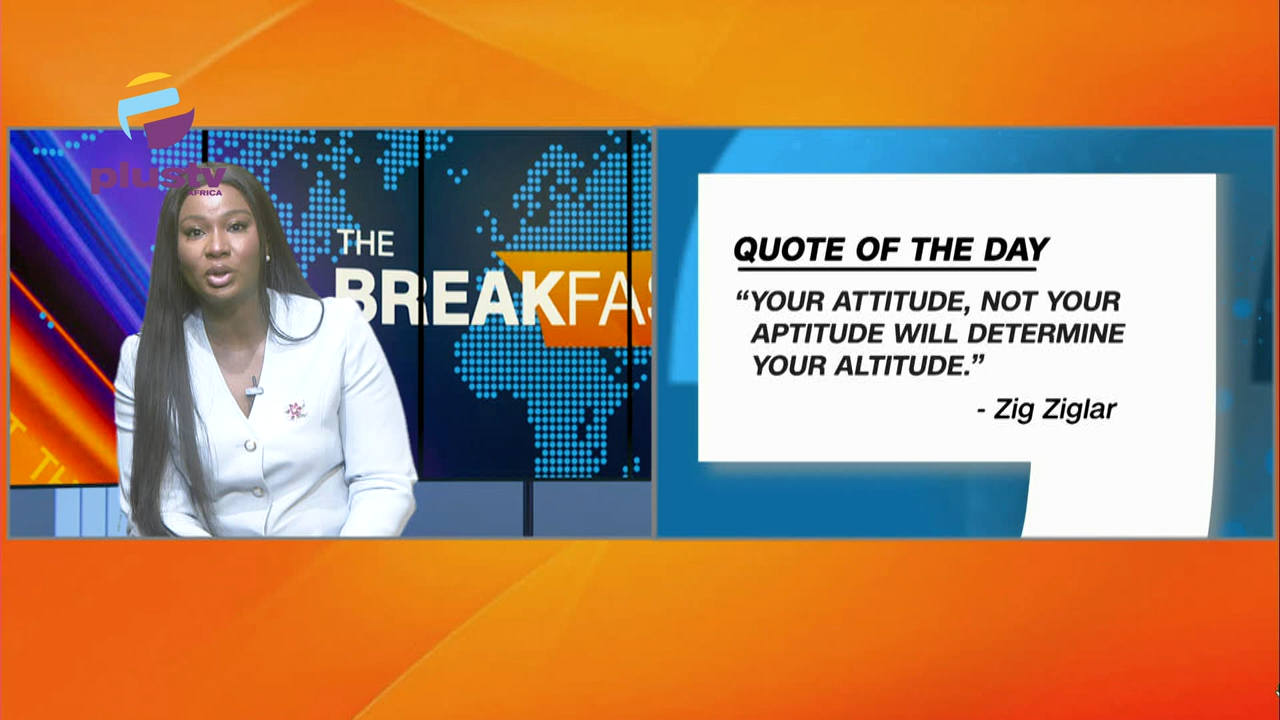 plustv
AFRICA
THE
BREAKFAS
TH
QUOTE OF THE DAY
“YOUR ATTITUDE, NOT YOUR
APTITUDE WILL DETERMINE
YOUR ALTITUDE.”
- Zig Ziglar